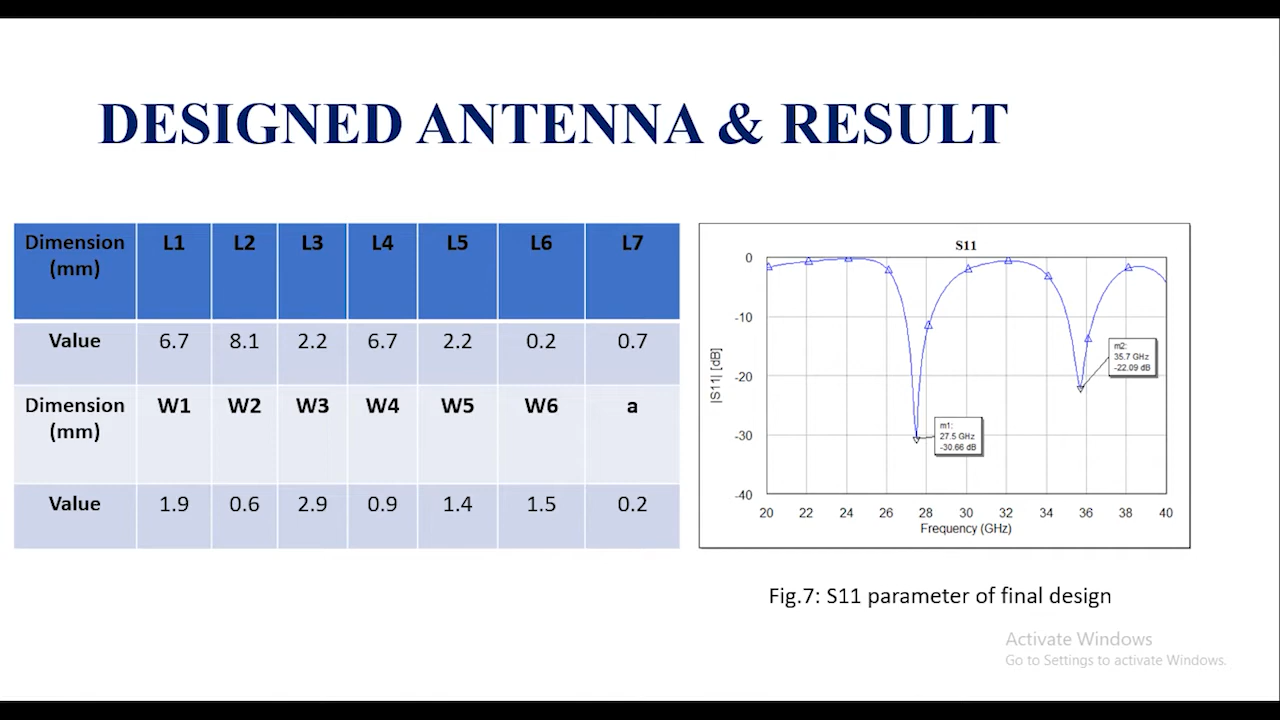 DESIGNED ANTENNA & RESULT
Dimension (mm) L1 L2 L3 L4 L5 L6 L7
Value 6.7 8.1 2.2 6.7 2.2 0.2 0.7
Dimension (mm) W1 W2 W3 W4 W5 W6 a
Value 1.9 0.6 2.9 0.9 1.4 1.5 0.2
S11
|S11| [dB]
0
-10
-20
-30
-40
m1:
27.5 GHz
-30.66 dB
m2:
35.7 GHz
-22.09 dB
20 22 24 26 28 30 32 34 36 38 40
Frequency (GHz)
Fig.7: S11 parameter of final design
Activate Windows
Go to Settings to activate Windows.